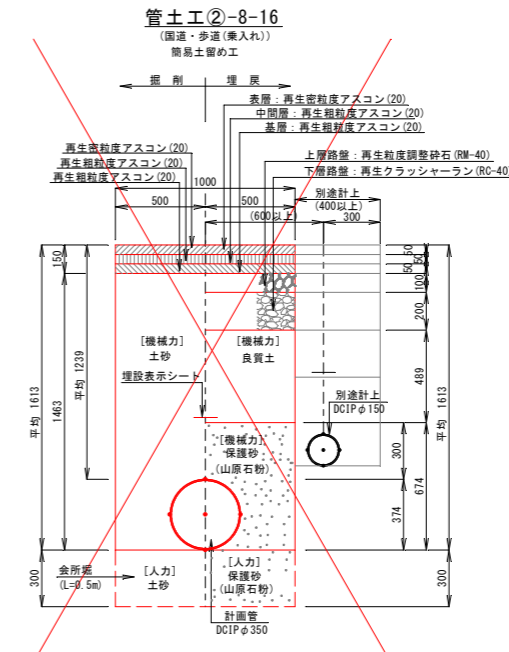 管土工②-8-16
(国道・歩道(乗入れ))
簡易土留め工
掘 削
埋 戻
表層：再生密粒度アスコン(20)
中間層：再生粗粒度アスコン(20)
基層：再生粗粒度アスコン(20)
再生密粒度アスコン(20)
再生粗粒度アスコン(20)
再生粗粒度アスコン(20)
上層路盤：再生粒度調整砕石(RM-40)
下層路盤：再生クラッシャーラン(RC-40)
1000
別途計上
(400以上)
500
500
(600以上)
300
150
50
50
50
100
200
平均 1239
1463
平均 1613
[機械力]
土砂
[機械力]
良質土
埋設表示シート
489
平均 1613
別途計上
DCIPφ150
[機械力]
保護砂
(山原石粉)
300
674
374
会所堀
(L=0.5m)
[人力]
土砂
[人力]
保護砂
(山原石粉)
300
300
計画管
DCIPφ350